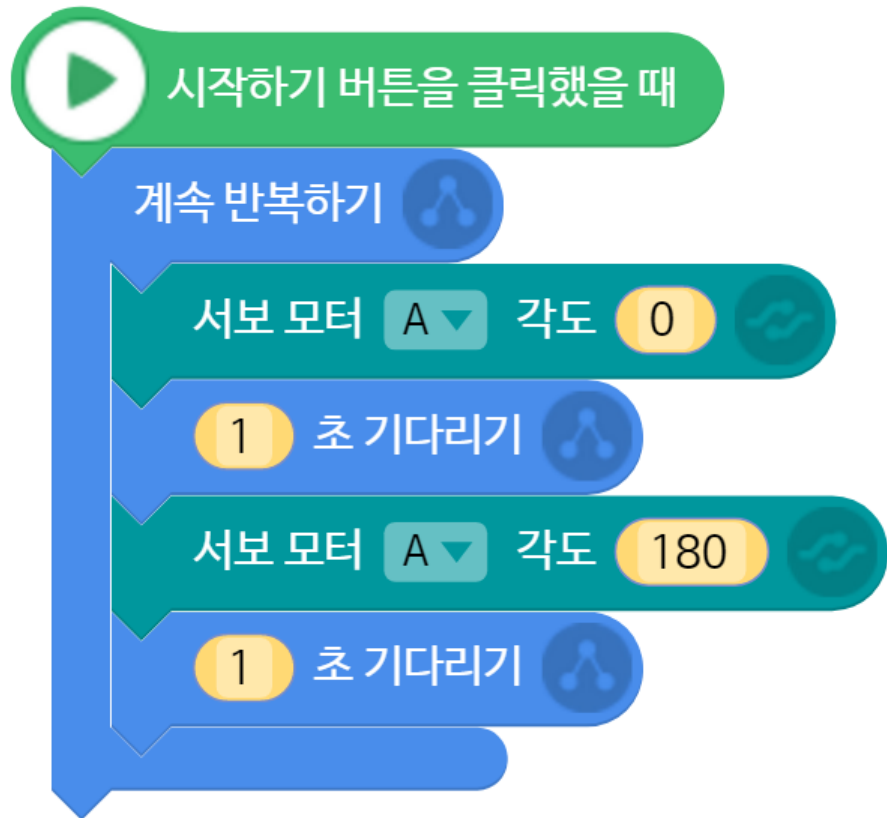 시작하기 버튼을 클릭했을 때
계속 반복하기
서보 모터 A 각도 0
1 초 기다리기
서보 모터 A 각도 180
1 초 기다리기